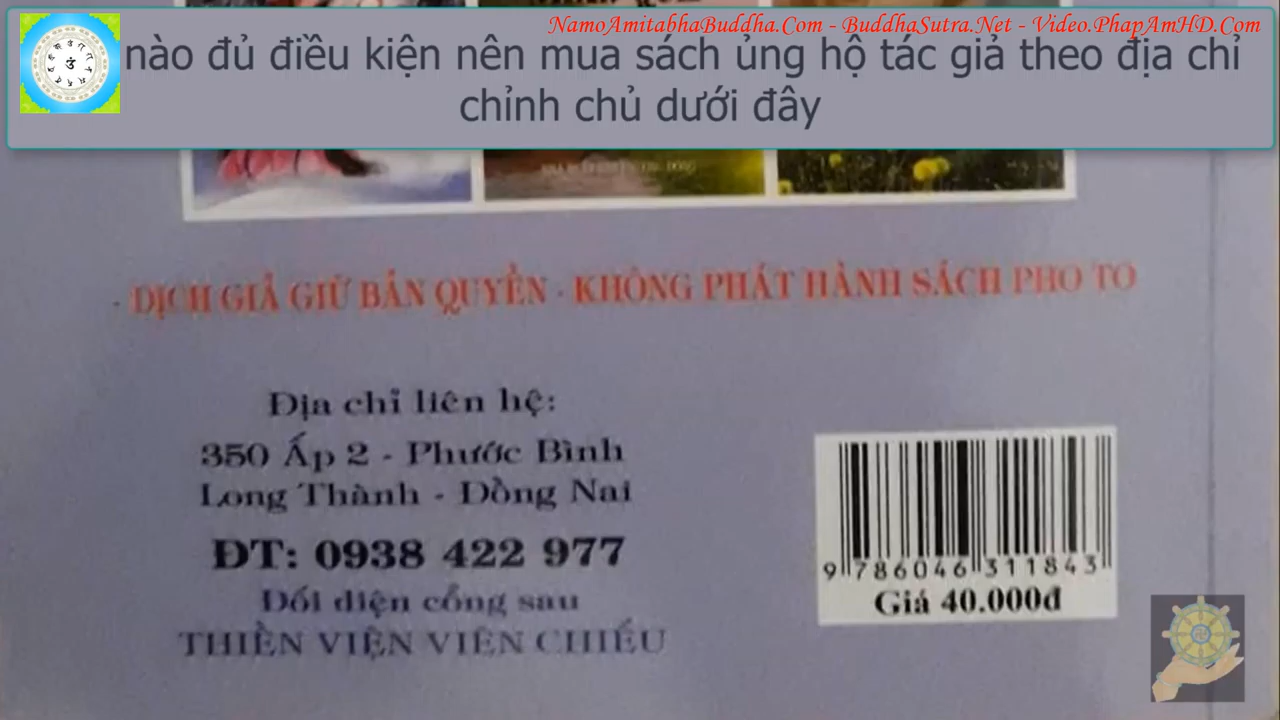 NamoAmitabhaBuddha.Com - BuddhaSutra.Net - Video.PhapAmHD.Com
nào đủ điều kiện nên mua sách ủng hộ tác giả theo địa chỉ
chỉnh chủ dưới đây
- DỊCH GIẢ GIỮ BẢN QUYỀN - KHÔNG PHÁT HÀNH SÁCH PHO TO
Địa chỉ liên hệ:
350 Ấp 2 - Phước Bình
Long Thành - Đồng Nai
ĐT: 0938 422 977
Đối diện cổng sau
THIỀN VIỆN VIÊN CHIẾU
9 786046 311843
Giá 40.000đ